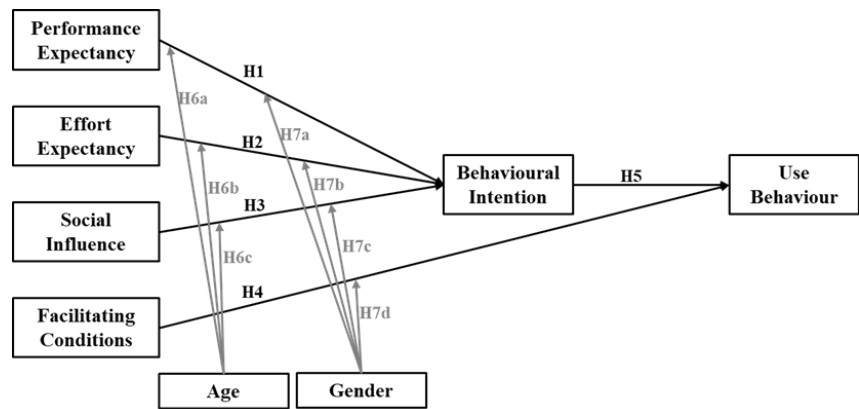 Performance
Expectancy
H1
H6a
Effort
Expectancy
H2
H7a
H6b
H7b
Behavioural
Intention
H5
Use
Behaviour
Social
Influence
H3
H6c
H7c
H4
Facilitating
Conditions
H7d
Age
Gender